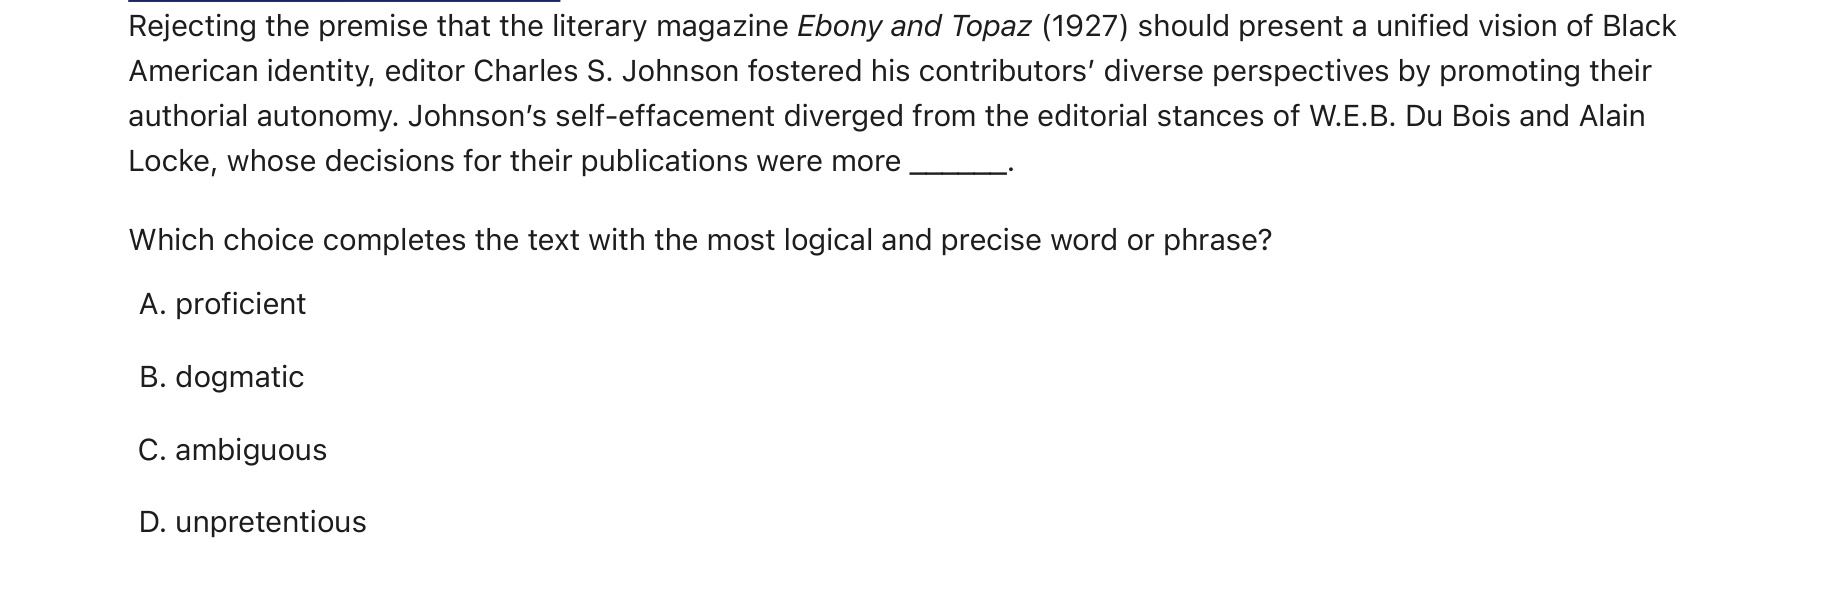 Rejecting the premise that the literary magazine Ebony and Topaz (1927) should present a unified vision of Black
American identity, editor Charles S. Johnson fostered his contributors’ diverse perspectives by promoting their
authorial autonomy. Johnson’s self-effacement diverged from the editorial stances of W.E.B. Du Bois and Alain
Locke, whose decisions for their publications were more ______.
Which choice completes the text with the most logical and precise word or phrase?
A. proficient
B. dogmatic
C. ambiguous
D. unpretentious